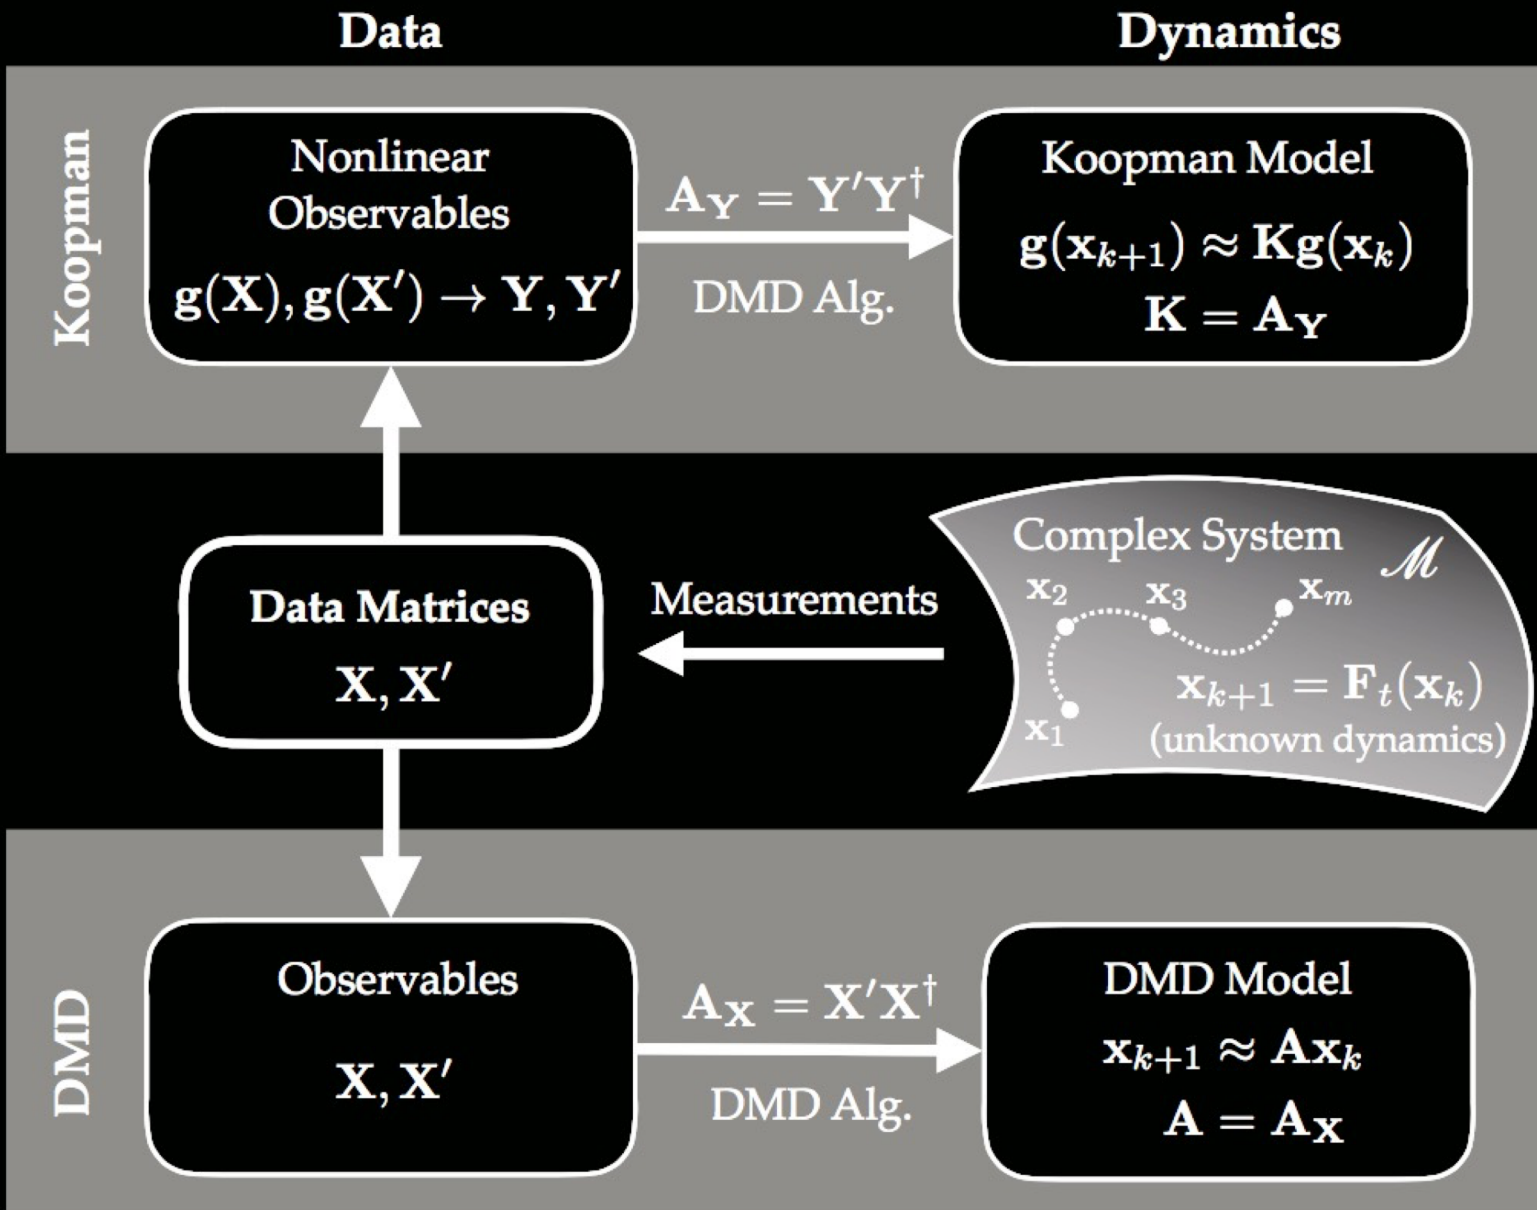 Data
Dynamics
Koopman
Nonlinear
Observables
g(X), g(X′) → Y, Y′
A_Y = Y′Y†
DMD Alg.
Koopman Model
g(x_{k+1}) ≈ Kg(x_k)
K = A_Y
Data Matrices
X, X′
Measurements
Complex System
ℳ
x_2
x_3
x_m
x_1
x_{k+1} = F_t(x_k)
(unknown dynamics)
DMD
Observables
X, X′
A_X = X′X†
DMD Alg.
DMD Model
x_{k+1} ≈ Ax_k
A = A_X